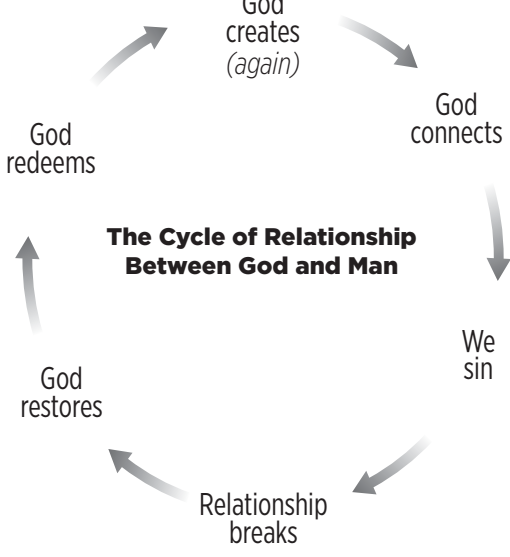 God
creates
(again)
God
connects
We
sin
Relationship
breaks
God
restores
God
redeems
The Cycle of Relationship
Between God and Man